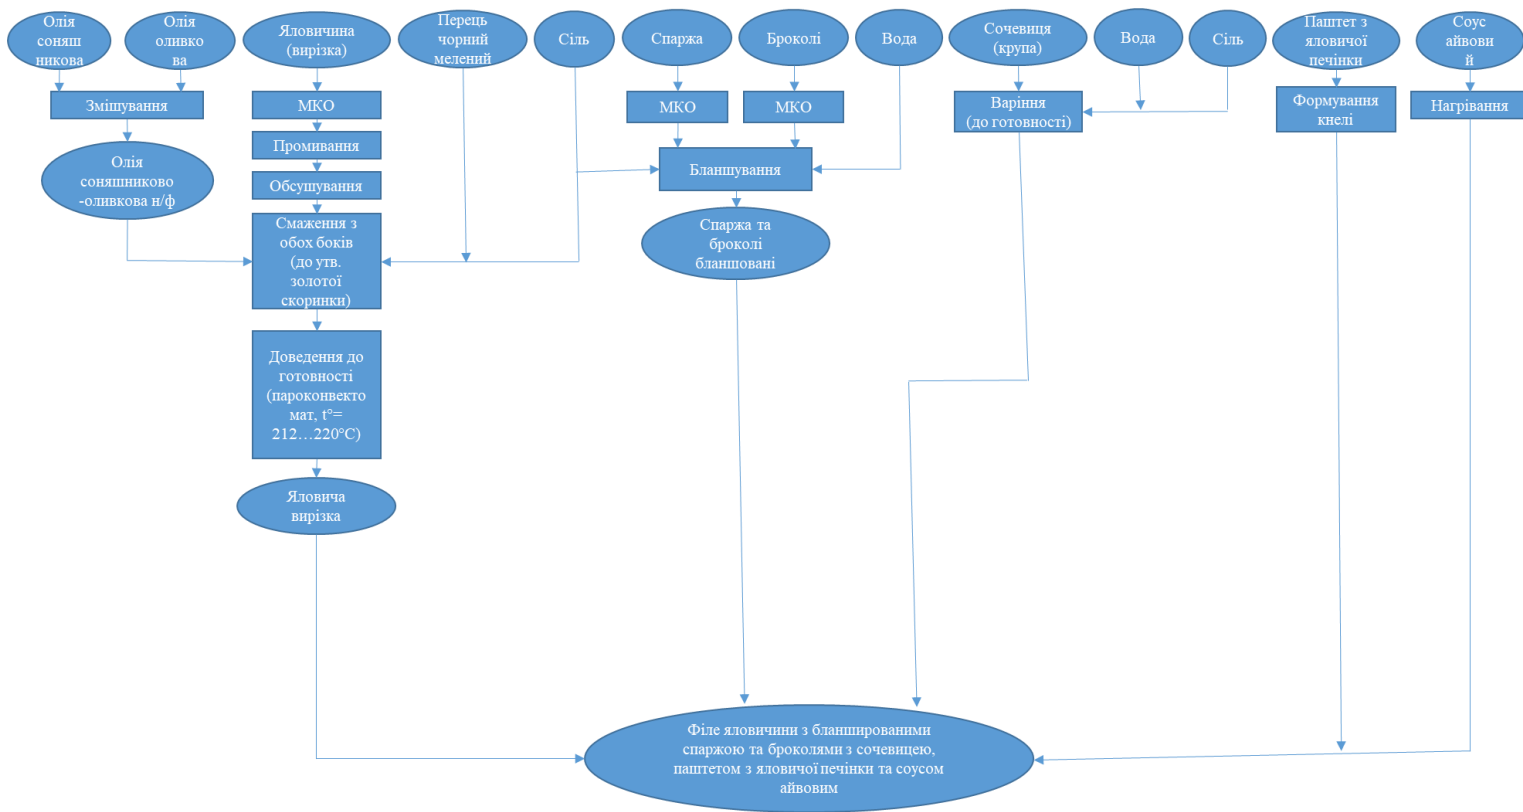 Олія
соняш
никова
Олія
оливко
ва
Яловичина
(вирізка)
Перець
чорний
мелений
Сіль
Спаржа
Броколі
Вода
Сочевиця
(крупа)
Вода
Сіль
Паштет з
яловичої
печінки
Соус
айвови
й
Змішування
МКО
МКО
МКО
Варіння
(до готовності)
Формування
кнелі
Нагрівання
Промивання
Олія
соняшниково
-оливкова н/ф
Обсушування
Бланшування
Смаження з
обох боків
(до утв.
золотої
скоринки)
Спаржа та
броколі
бланшовані
Доведення до
готовності
(пароконвекто
мат, t°=
212…220°С)
Яловича
вирізка
Філе яловичини з бланшированими
спаржою та броколями з сочевицею,
паштетом з яловичої печінки та соусом
айвовим